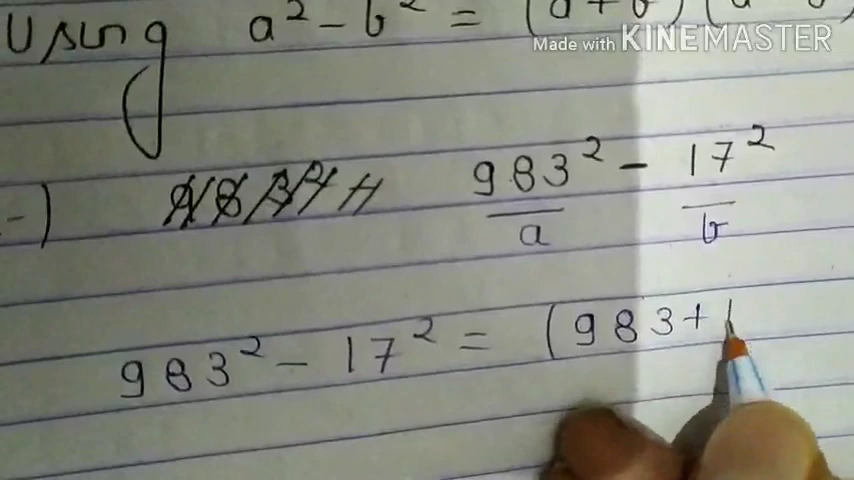 Using a² - b² = (a + b) (a - b)
Made with KINEMASTER
-) 983² - 17²
a b
983² - 17² = (983 + 1